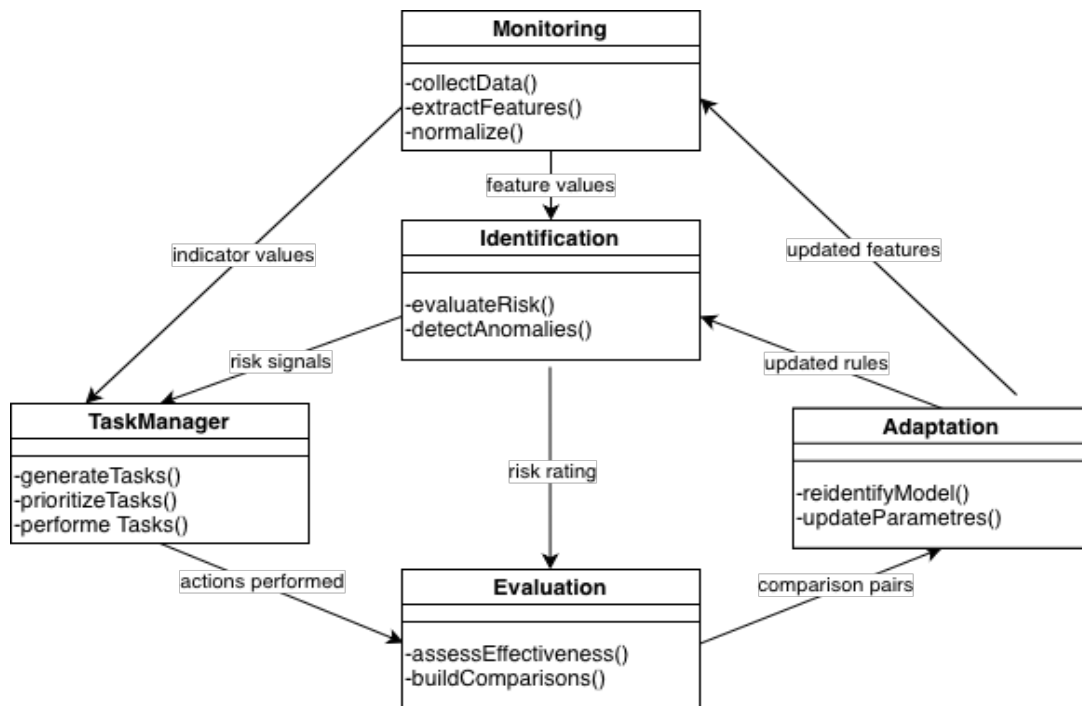 Monitoring
-collectData()
-extractFeatures()
-normalize()
feature values
indicator values
updated features
Identification
-evaluateRisk()
-detectAnomalies()
risk signals
updated rules
TaskManager
-generateTasks()
-prioritizeTasks()
-performe Tasks()
risk rating
Adaptation
-reidentifyModel()
-updateParametres()
actions performed
comparison pairs
Evaluation
-assessEffectiveness()
-buildComparisons()